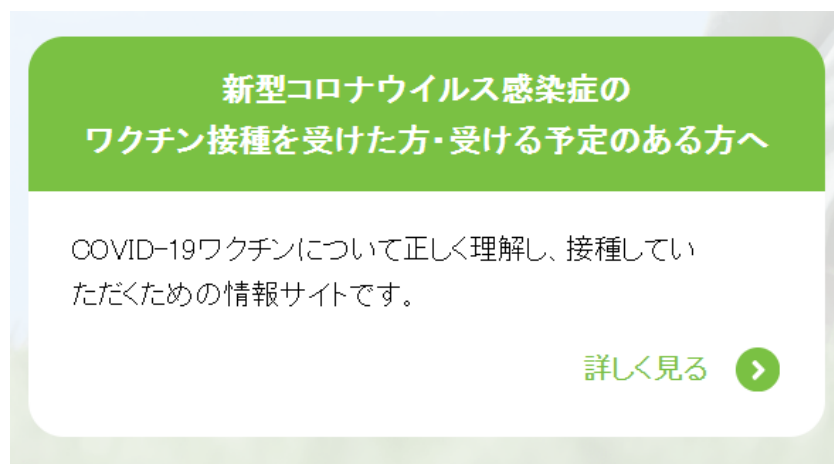 新型コロナウイルス感染症の
ワクチン接種を受けた方・受ける予定のある方へ
COVID-19ワクチンについて正しく理解し、接種してい
ただくための情報サイトです。
詳しく見る